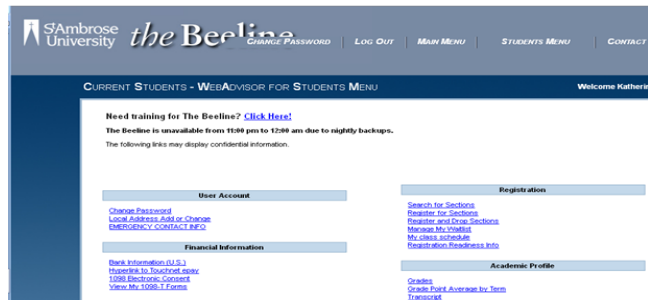 St Ambrose University the Beeline
CHANGE PASSWORD | LOG OUT | MAIN MENU | STUDENTS MENU | CONTACT
CURRENT STUDENTS - WEBADVISOR FOR STUDENTS MENU Welcome Katherin
Need training for The Beeline? Click Here!
The Beeline is unavailable from 11:00 pm to 12:00 am due to nightly backups.
The following links may display confidential information.
User Account
Change Password
Local Address Add or Change
EMERGENCY CONTACT INFO
Financial Information
Bank Information (U.S.)
Hyperlink to Touchnet epay
1098 Electronic Consent
View My 1098-T Forms
Registration
Search for Sections
Register for Sections
Register and Drop Sections
Manage My Waitlist
My class schedule
Registration Readiness Info
Academic Profile
Grades
Grade Point Average by Term
Transcript